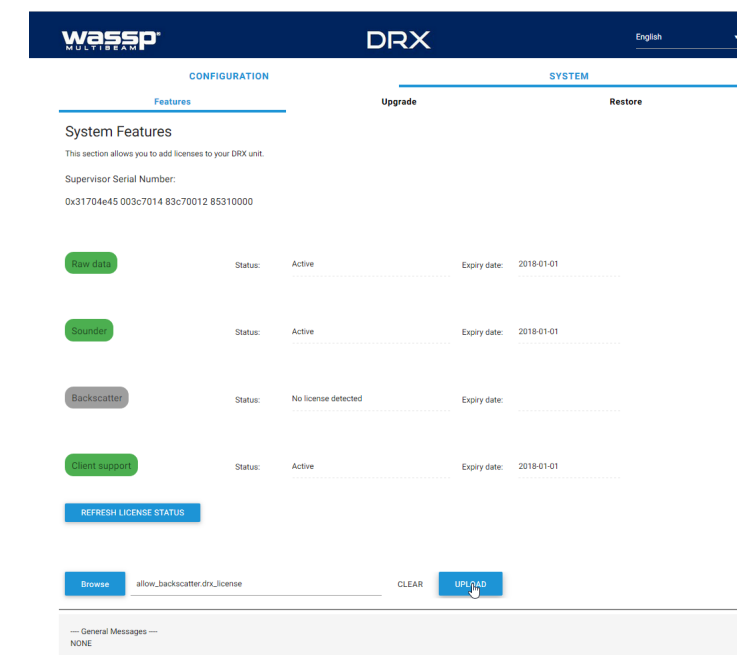 wassp
MULTIBEAM
DRX
English
CONFIGURATION SYSTEM
Features Upgrade Restore
System Features
This section allows you to add licenses to your DRX unit.
Supervisor Serial Number:
0x31704e45 003c7014 83c70012 85310000
Raw data Status: Active Expiry date: 2018-01-01
Sounder Status: Active Expiry date: 2018-01-01
Backscatter Status: No license detected Expiry date:
Client support Status: Active Expiry date: 2018-01-01
REFRESH LICENSE STATUS
Browse allow_backscatter.drx_license CLEAR UPLOAD
--- General Messages ---
NONE